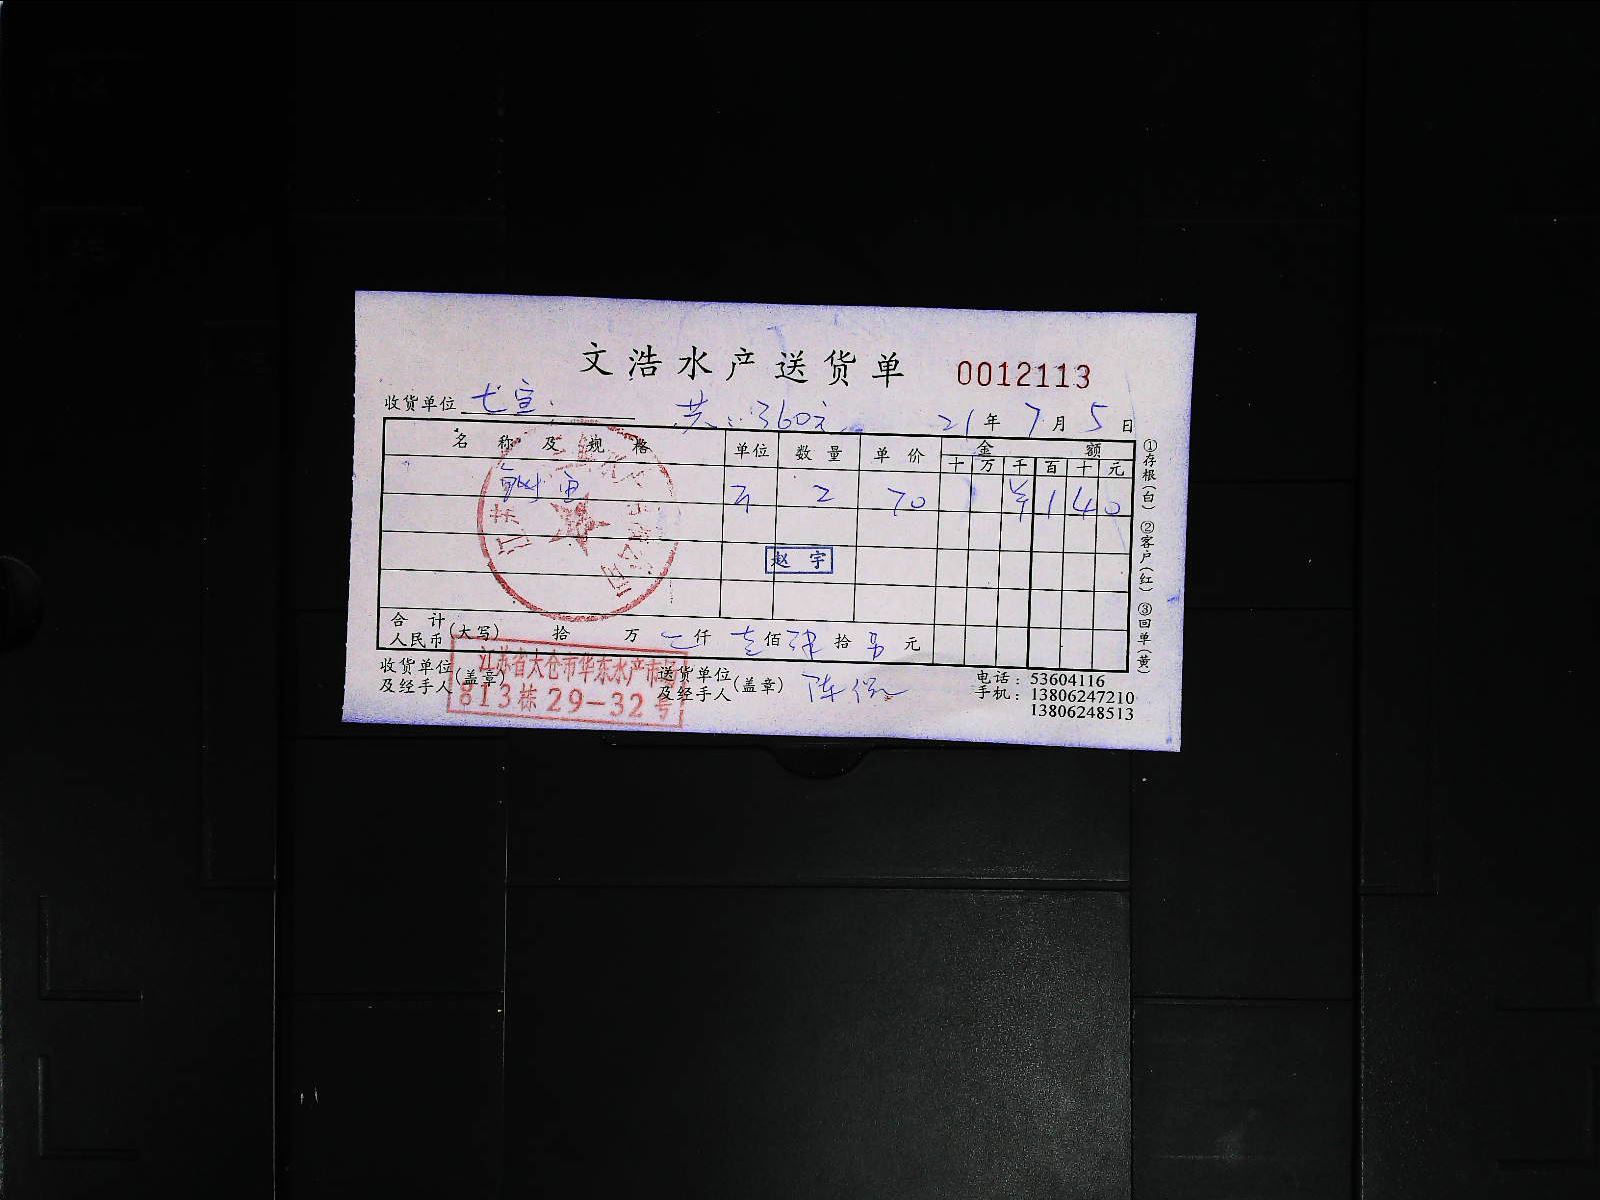 文浩水产送货单 0012113
收货单位 七宣 共：360元 21年7月5日
名称及规格 单位 数量 单价 金额
十 万 千 百 十 元
鱼 2 70 ¥ 1 4 0
赵宇
合计人民币(大写) 拾 万 仟 壹佰 肆拾 元
收货单位及经手人(盖章) 送货单位及经手人(盖章) 陈
江苏省太仓市华东水产市场
813栋29-32号
电话：53604116
手机：13806247210
13806248513
①存根(白) ②客户(红) ③回单(黄)